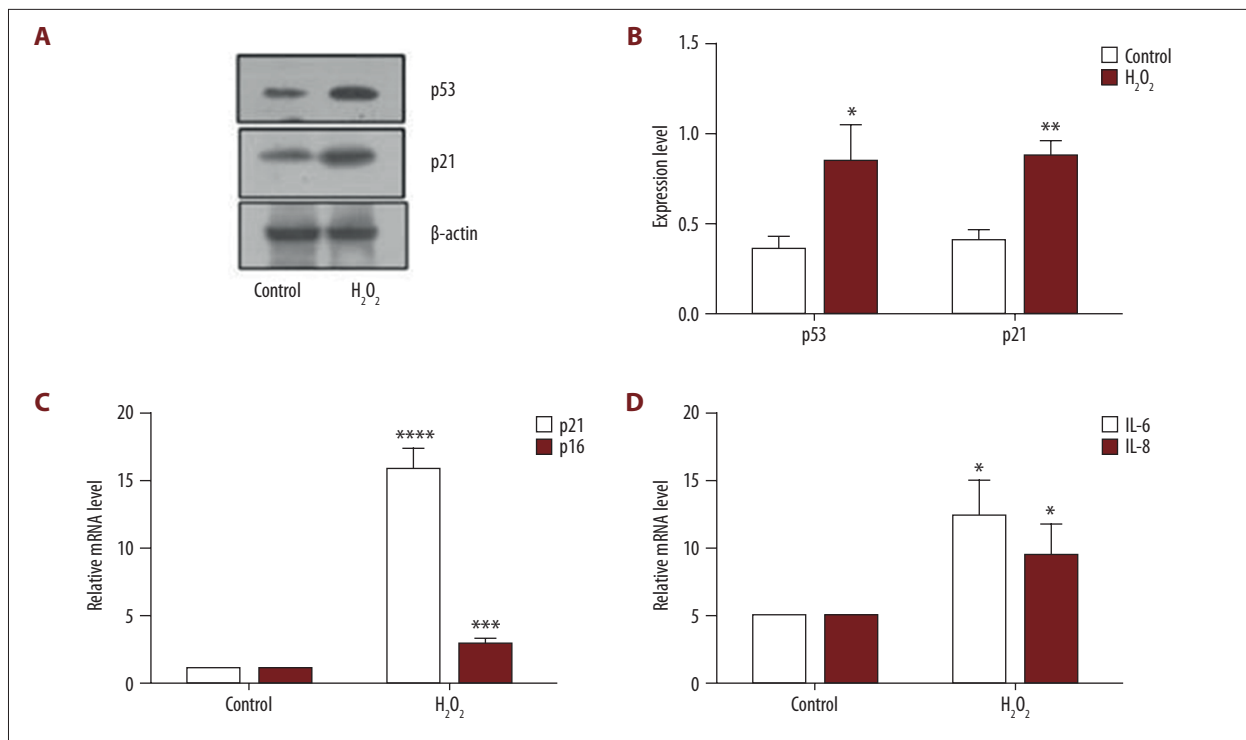 A
p53
p21
β-actin
Control H₂O₂
B
Control
H₂O₂
Expression level
1.5
1.0
0.5
0.0
*
**
p53 p21
C
p21
p16
Relative mRNA level
20
15
10
5
0
****
***
Control H₂O₂
D
IL-6
IL-8
Relative mRNA level
20
15
10
5
0
*
*
Control H₂O₂